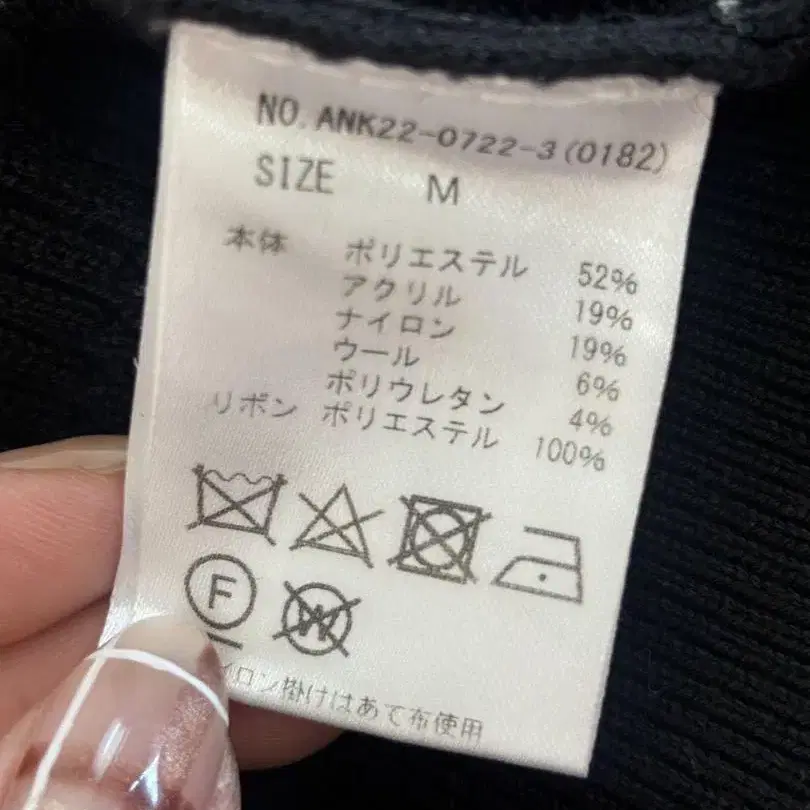 NO. ANK22-0722-3(0182)
SIZE M
本体 ポリエステル 52%
アクリル 19%
ナイロン 19%
ウール 6%
ポリウレタン 4%
リボン ポリエステル 100%
F
W
イロン掛けはあて布使用